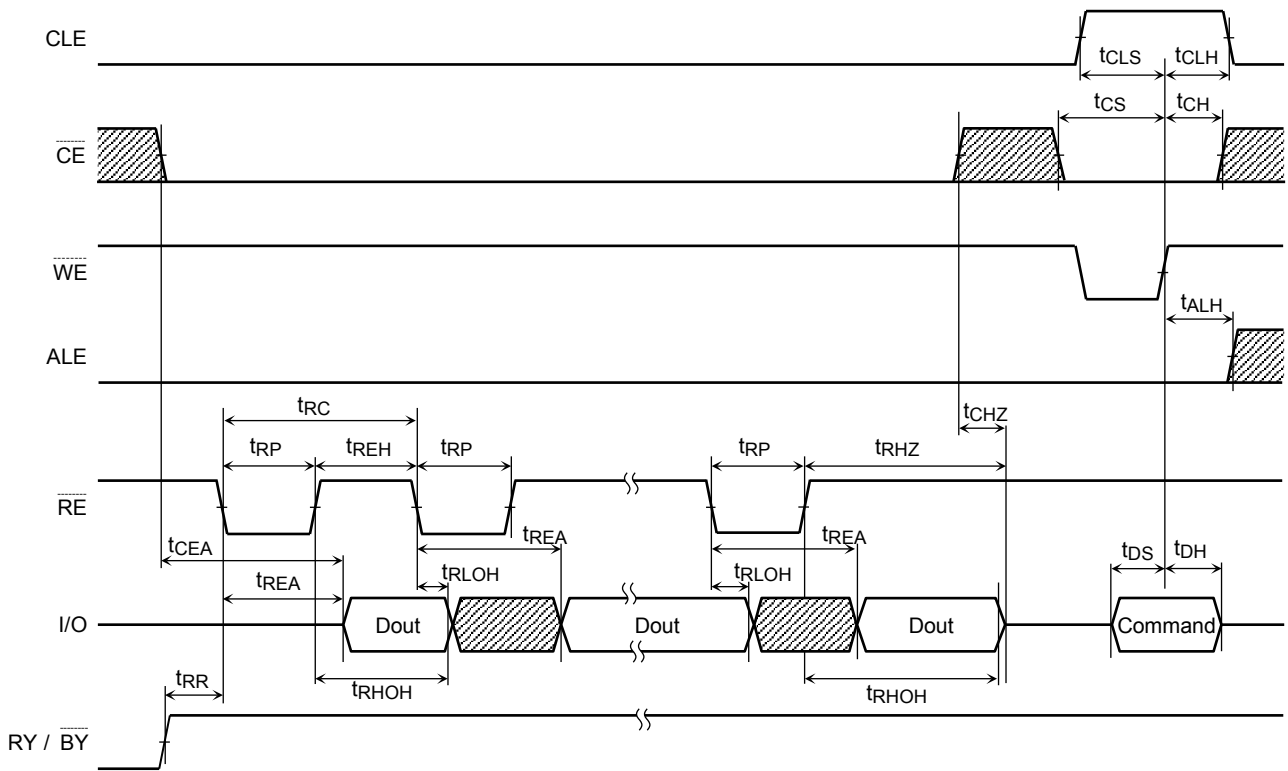 CLE
tCLS tCLH
tCS tCH
CE
WE
tALH
ALE
tRC
tCHZ
tRP tREH tRP tRP tRHZ
RE
tCEA tREA tREA tDS tDH
tREA tRLOH tRLOH
I/O Dout Dout Dout Command
tRR tRHOH tRHOH
RY / BY